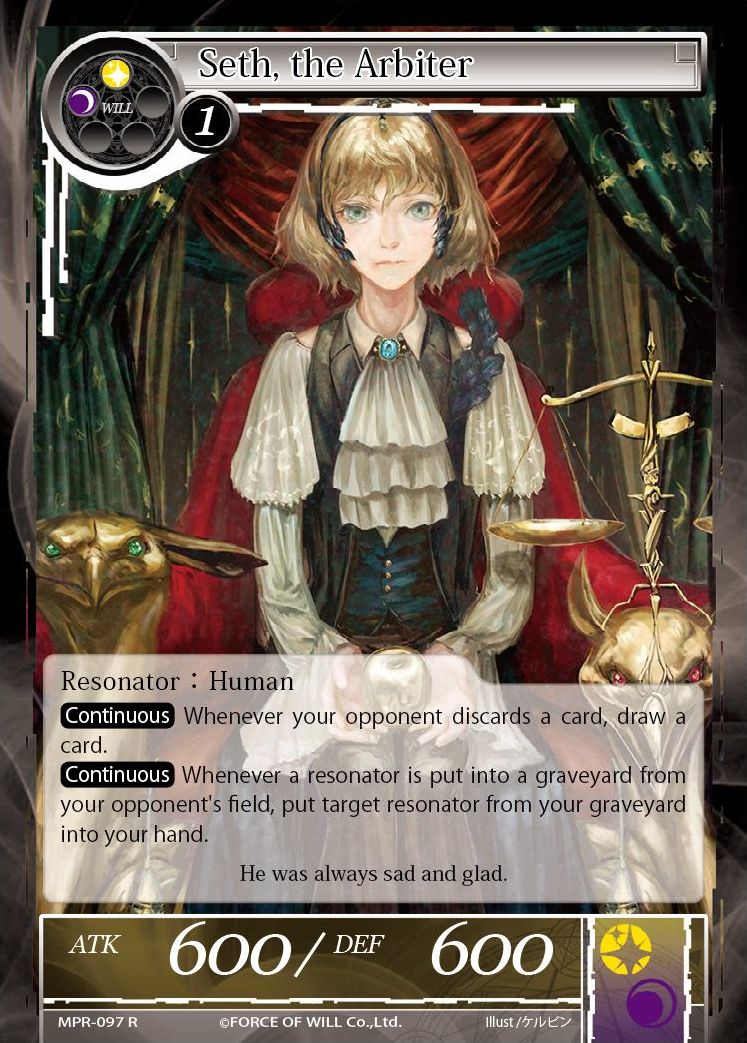 Seth, the Arbiter
WILL
1
Resonator : Human
Continuous Whenever your opponent discards a card, draw a
card.
Continuous Whenever a resonator is put into a graveyard from
your opponent's field, put target resonator from your graveyard
into your hand.
He was always sad and glad.
ATK 600 / DEF 600
MPR-097 R ©FORCE OF WILL Co.,Ltd. Illust/ケルビン